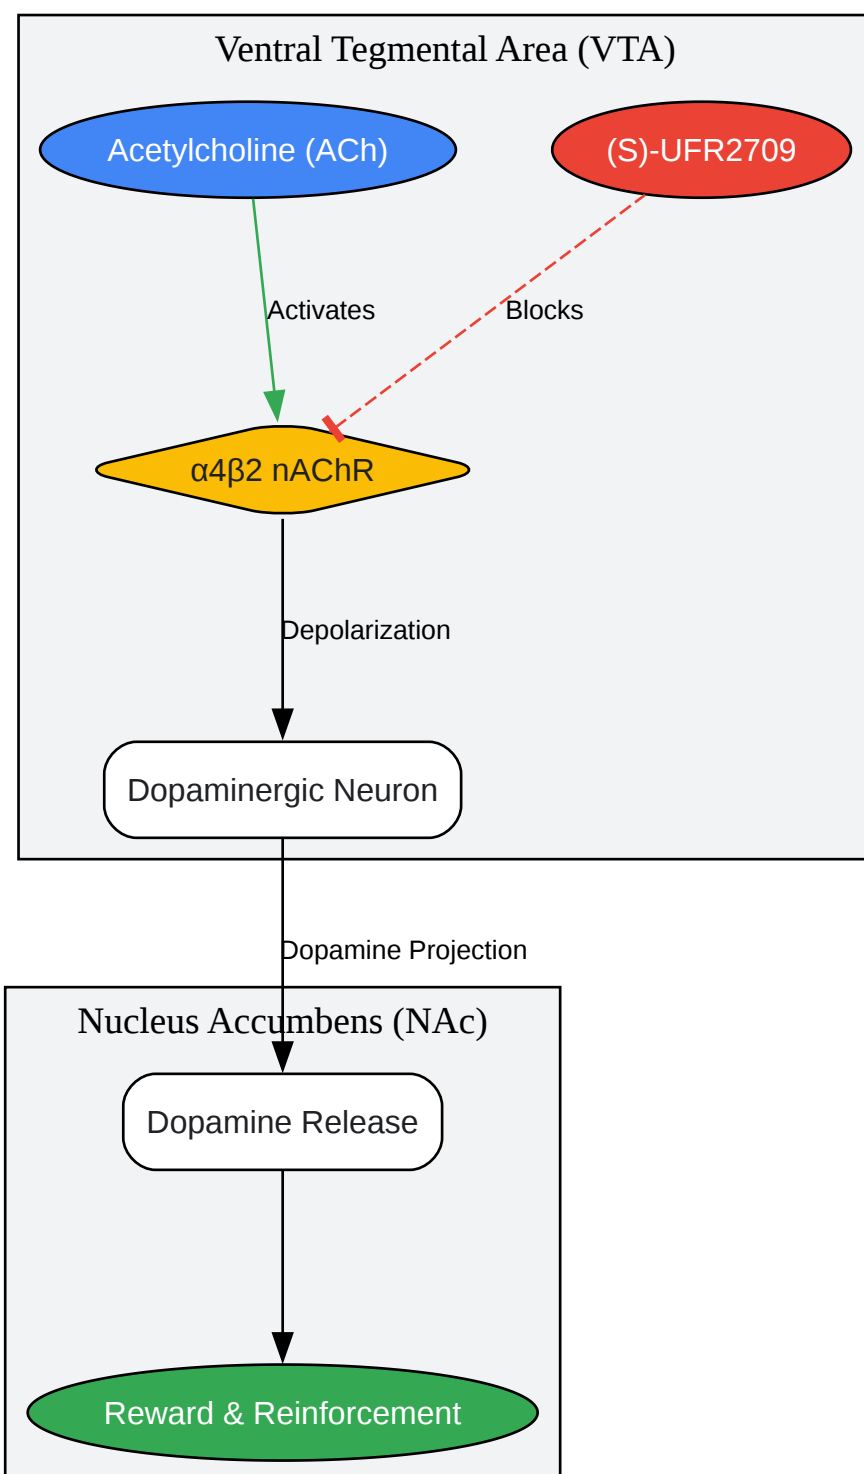 Ventral Tegmental Area (VTA)
Acetylcholine (ACh)
(S)-UFR2709
Activates
Blocks
α4β2 nAChR
Depolarization
Dopaminergic Neuron
Dopamine Projection
Nucleus Accumbens (NAc)
Dopamine Release
Reward & Reinforcement